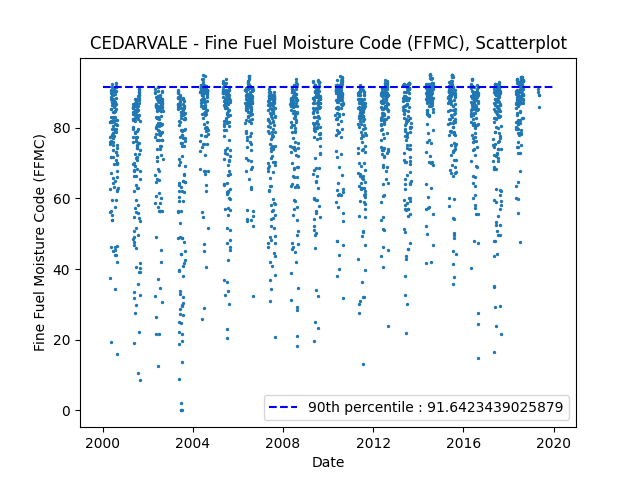 CEDARVALE - Fine Fuel Moisture Code (FFMC), Scatterplot
Fine Fuel Moisture Code (FFMC)
80
60
40
20
0
90th percentile : 91.6423439025879
2000
2004
2008
2012
2016
2020
Date